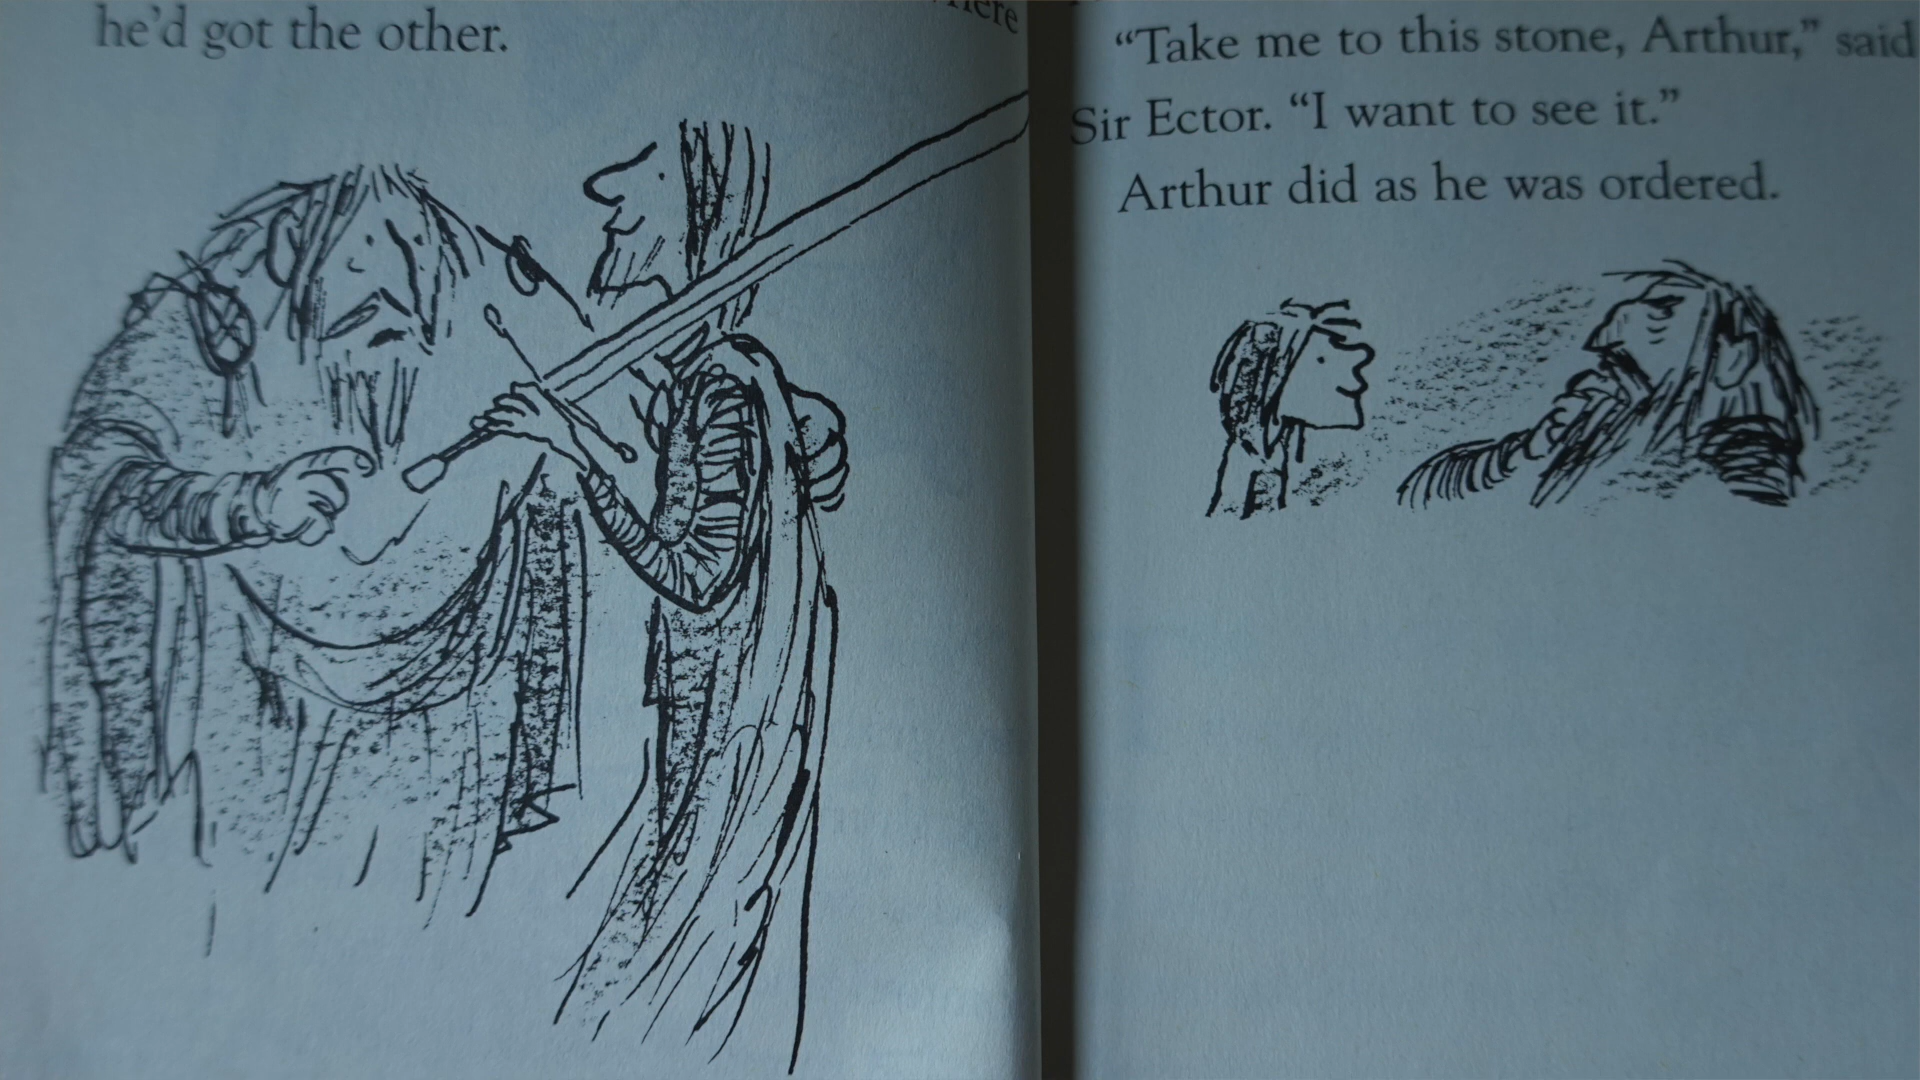 here
he'd got the other.
“Take me to this stone, Arthur,” said
Sir Ector. “I want to see it.”
Arthur did as he was ordered.